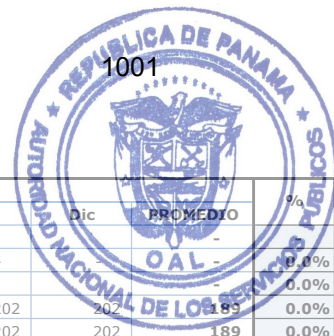 REPUBLICA DE PANAMA
1001
AUTORIDAD NACIONAL DE LOS SERVICIOS PUBLICOS
OAL
Dic PROMEDIO %
-
- - 0.0%
- 0.0%
202 202 189 0.0%
202 202 189 0.0%